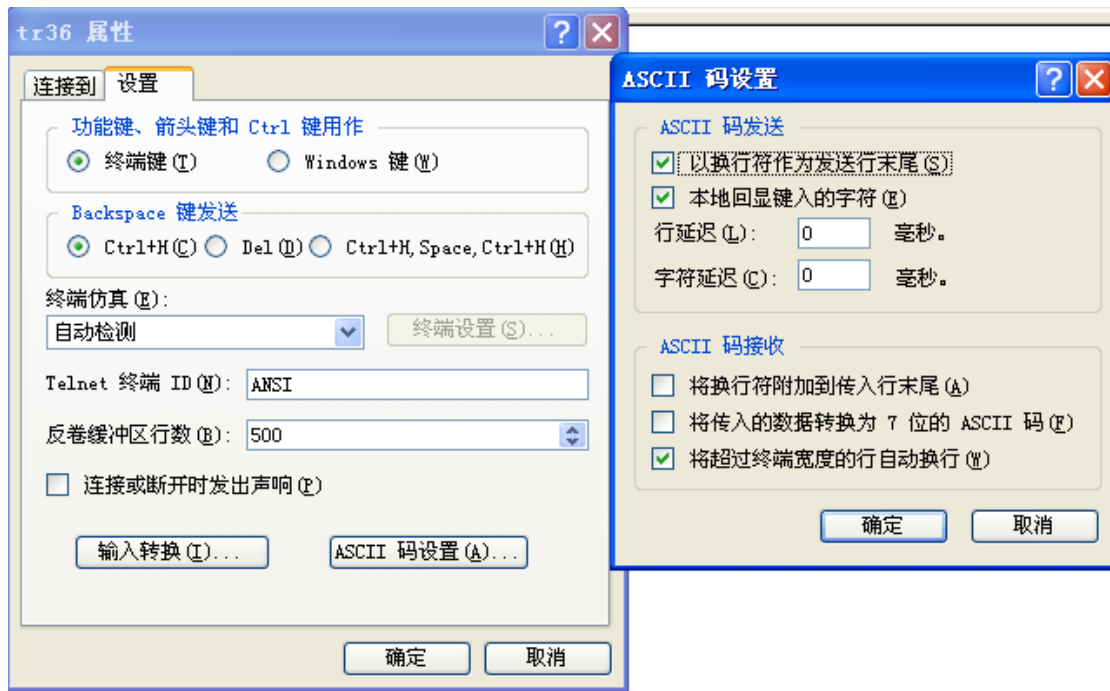 tr36 属性
连接到 设置
功能键、箭头键和 Ctrl 键用作
终端键(T) Windows 键(W)
Backspace 键发送
Ctrl+H(C) Del(D) Ctrl+H,Space,Ctrl+H(H)
终端仿真(E):
自动检测 终端设置(S)...
Telnet 终端 ID(N): ANSI
反卷缓冲区行数(B): 500
连接或断开时发出声响(P)
输入转换(I)... ASCII 码设置(A)...
确定 取消
ASCII 码设置
ASCII 码发送
以换行符作为发送行末尾(S)
本地回显键入的字符(E)
行延迟(L): 0 毫秒。
字符延迟(C): 0 毫秒。
ASCII 码接收
将换行符附加到传入行末尾(A)
将传入的数据转换为 7 位的 ASCII 码(F)
将超过终端宽度的行自动换行(W)
确定 取消